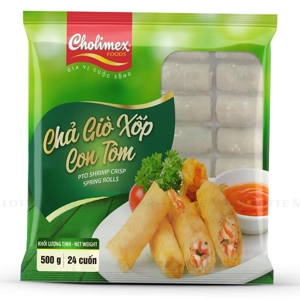 Cholimex
FOODS
GIA VỊ CUỘC SỐNG
Chả Giò Xốp
Con Tôm
PTO SHRIMP CRISP
SPRING ROLLS
KHỐI LƯỢNG TỊNH - NET WEIGHT
500 g 24 cuốn